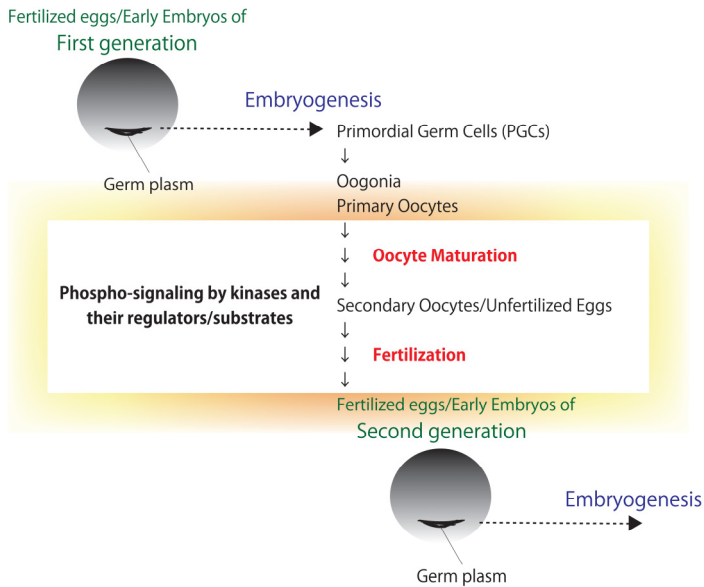 Fertilized eggs/Early Embryos of
First generation
Embryogenesis
Primordial Germ Cells (PGCs)
↓
Germ plasm
Oogonia
Primary Oocytes
↓
↓ Oocyte Maturation
↓
Phospho-signaling by kinases and
their regulators/substrates
Secondary Oocytes/Unfertilized Eggs
↓
↓ Fertilization
↓
Fertilized eggs/Early Embryos of
Second generation
Embryogenesis
Germ plasm